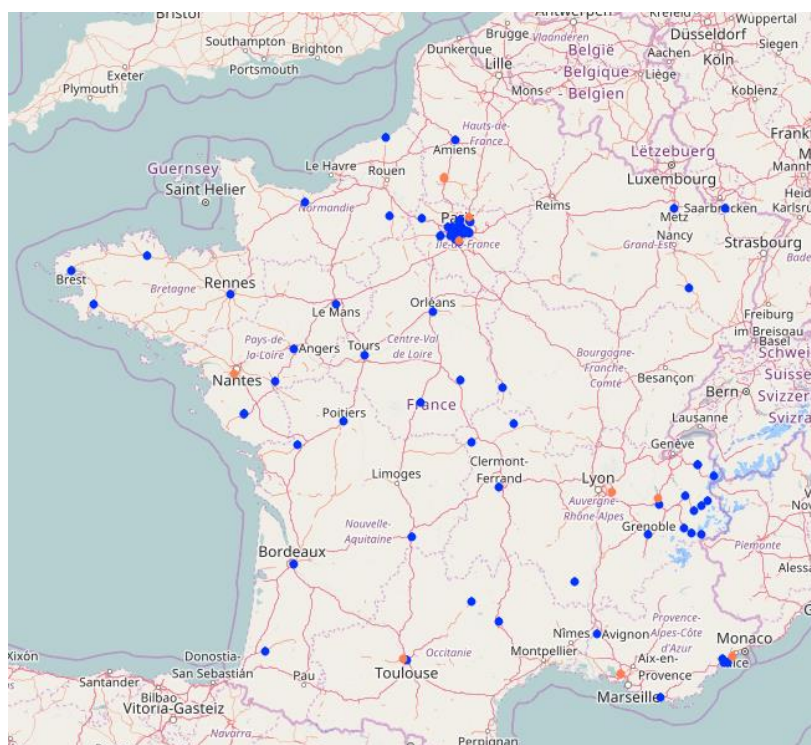 Bristol
Antwerpen
Krefeld
Wuppertal
Southampton
Brighton
Brugge
Vlaanderen
Düsseldorf
Siegen
Exeter
Portsmouth
Dunkerque
België
- Belgique -
Belgien
Aachen
Köln
Plymouth
Lille
Liège
Mons
Koblenz
Hauts-de-
France
Amiens
Lëtzebuerg
Guernsey
Saint Helier
Le Havre
Rouen
Luxembourg
Normandie
Reims
Metz
Saarbrücken
Île-de-France
Nancy
Grand-Est
Strasbourg
Brest
Bretagne
Rennes
Le Mans
Orléans
Freiburg
im Breisgau
Pays-de-
la-Loire
Angers
Tours
Centre-Val
de Loire
Basel
Nantes
Bourgogne-
Franche-
Comté
Besançon
Bern
Poitiers
France
Lausanne
Genève
Limoges
Clermont-
Ferrand
Lyon
Auvergne-
Rhône-Alpes
Nouvelle-
Aquitaine
Grenoble
Piemonte
Bordeaux
Donostia-
San Sebastián
Xixón
Santander
Bilbao
Vitoria-Gasteiz
Navarra
Pau
Toulouse
Occitanie
Montpellier
Nîmes
Avignon
Provence-
Alpes-Côte
d'Azur
Aix-en-
Provence
Marseille
Monaco
Perpignan